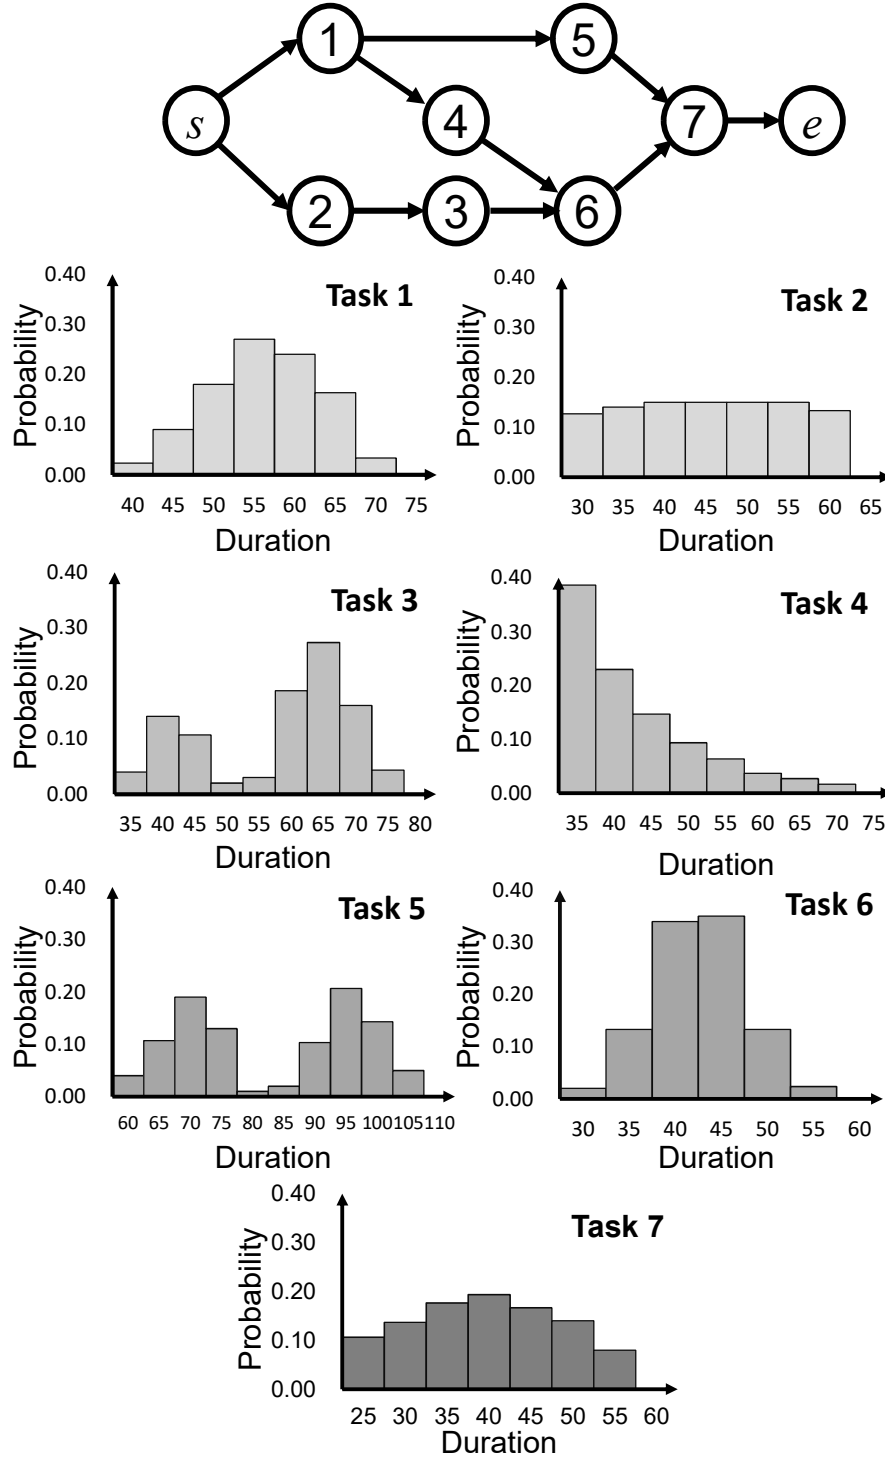 1 5
s 4 7 e
2 3 6
Task 1
Probability
0.40
0.30
0.20
0.10
0.00
40 45 50 55 60 65 70 75
Duration
Task 2
Probability
0.40
0.30
0.20
0.10
0.00
30 35 40 45 50 55 60 65
Duration
Task 3
Probability
0.40
0.30
0.20
0.10
0.00
35 40 45 50 55 60 65 70 75 80
Duration
Task 4
Probability
0.40
0.30
0.20
0.10
0.00
35 40 45 50 55 60 65 70 75
Duration
Task 5
Probability
0.40
0.30
0.20
0.10
0.00
60 65 70 75 80 85 90 95 100 105 110
Duration
Task 6
Probability
0.40
0.30
0.20
0.10
0.00
30 35 40 45 50 55 60
Duration
Task 7
Probability
0.40
0.30
0.20
0.10
0.00
25 30 35 40 45 50 55 60
Duration